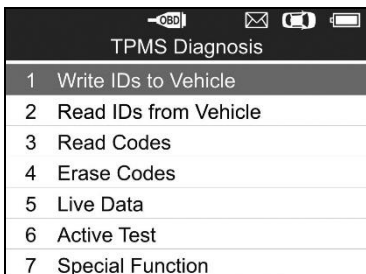 OBD
TPMS Diagnosis
1 Write IDs to Vehicle
2 Read IDs from Vehicle
3 Read Codes
4 Erase Codes
5 Live Data
6 Active Test
7 Special Function